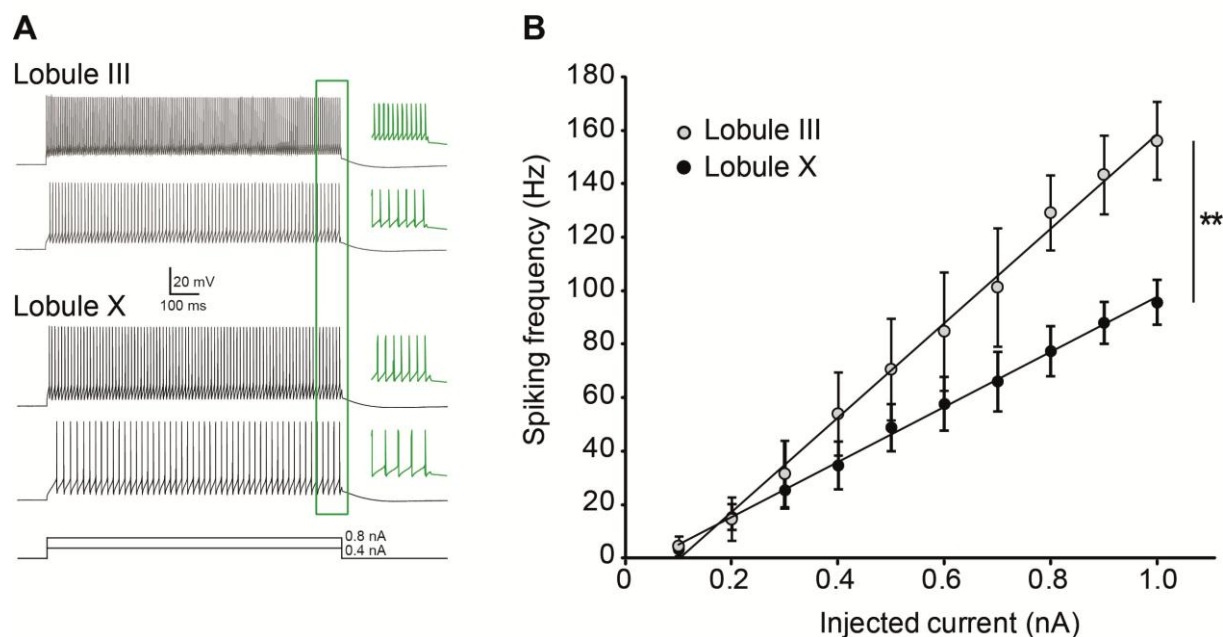 A
Lobule III
20 mV
100 ms
Lobule X
0.8 nA
0.4 nA
B
180
160
140
120
100
80
60
40
20
0
Spiking frequency (Hz)
Lobule III
Lobule X
**
0
0.2
0.4
0.6
0.8
1.0
Injected current (nA)